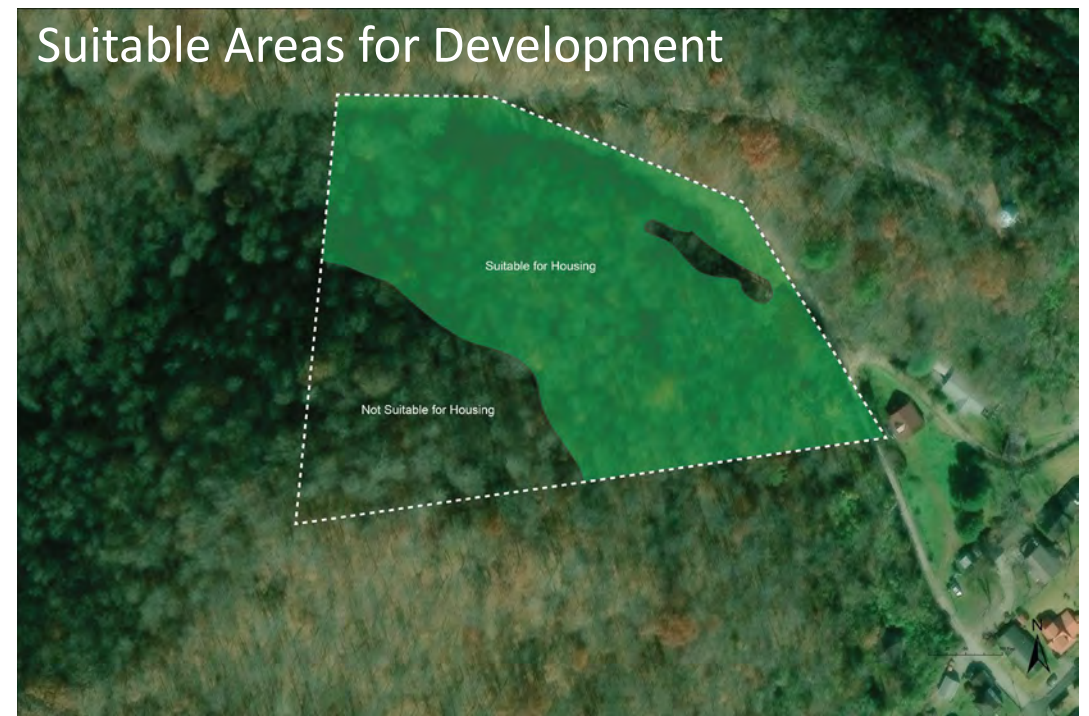 Suitable Areas for Development
Suitable for Housing
Not Suitable for Housing
N